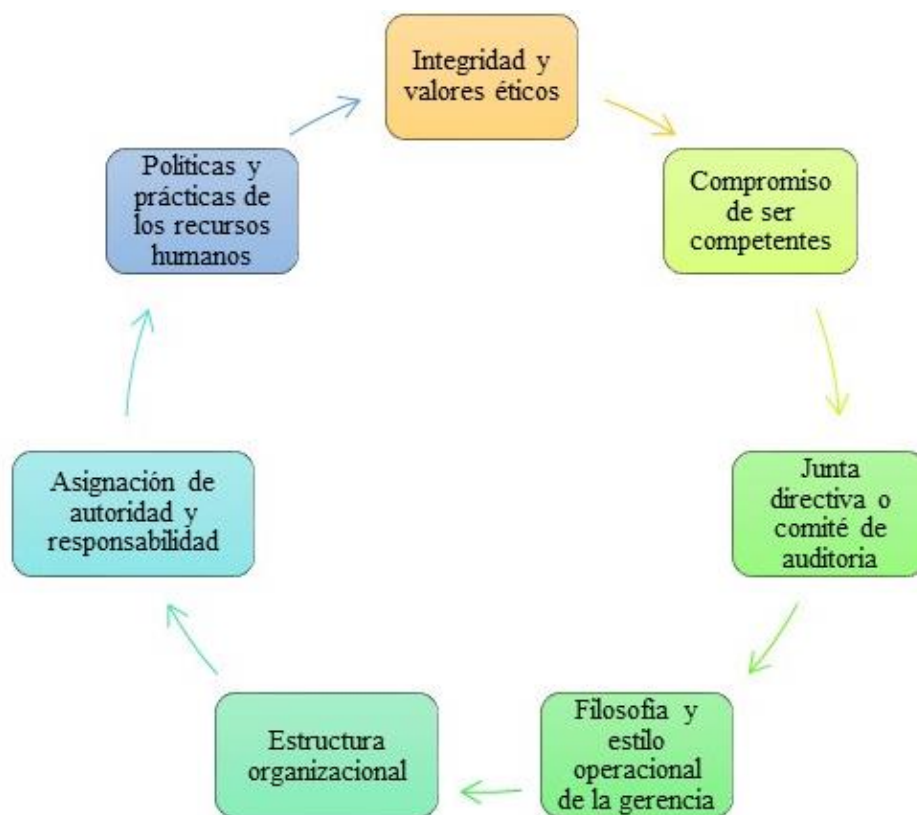 Integridad y
valores éticos
Compromiso
de ser
competentes
Junta
directiva o
comité de
auditoria
Filosofia y
estilo
operacional
de la gerencia
Estructura
organizacional
Asignación de
autoridad y
responsabilidad
Políticas y
prácticas de
los recursos
humanos